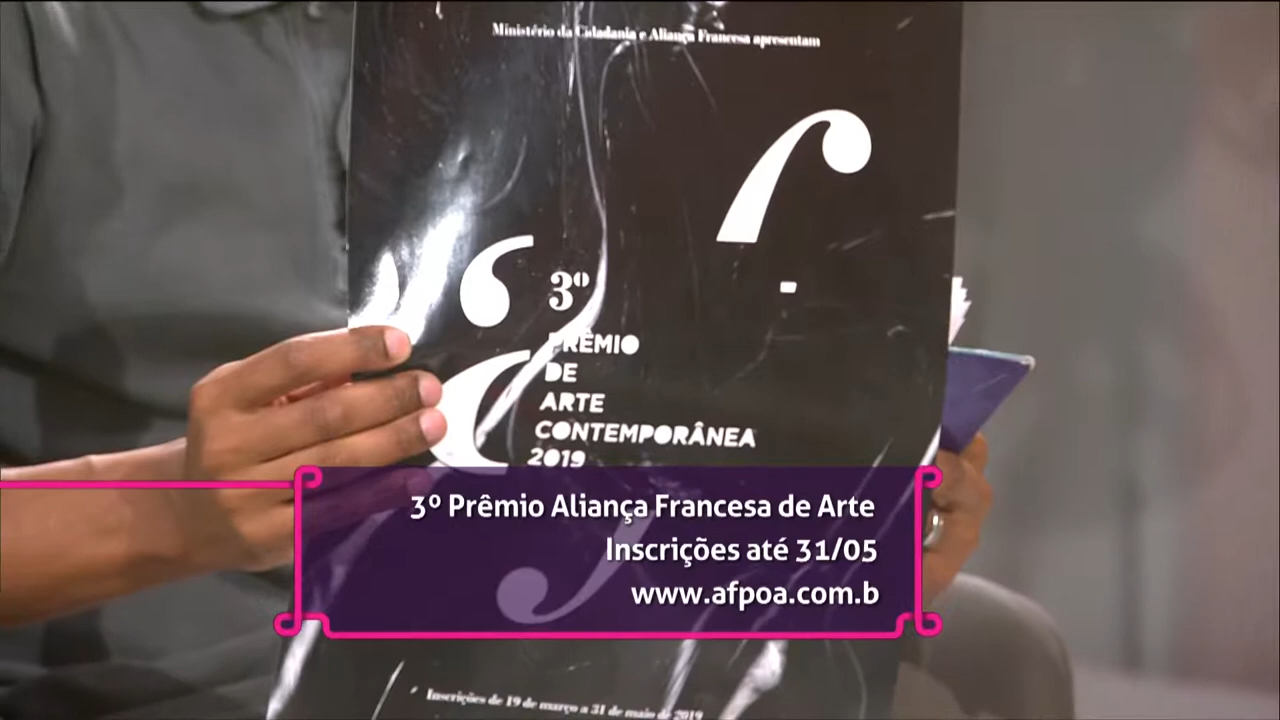 Ministério da Cidadania e Aliança Francesa apresentam
3º
PRÊMIO
DE
ARTE
CONTEMPORÂNEA
2019
3º Prêmio Aliança Francesa de Arte
Inscrições até 31/05
www.afpoa.com.b
Inscrições de 19 de março a 31 de maio de 2019